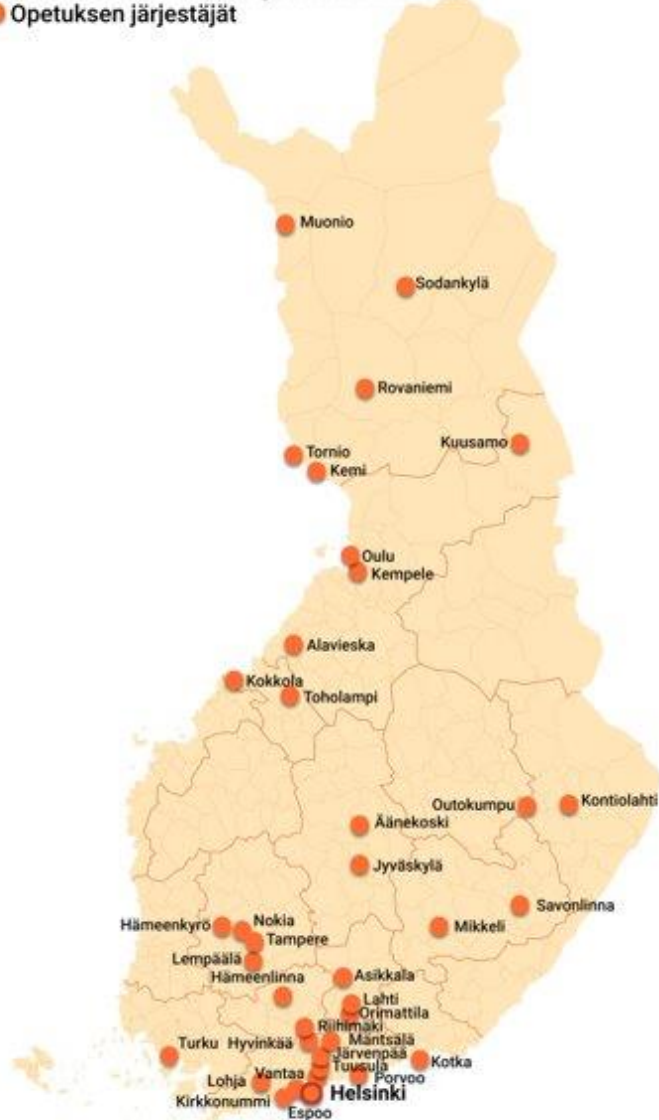 Opetuksen järjestäjät
Muonio
Sodankylä
Rovaniemi
Kuusamo
Tornio
Kemi
Oulu
Kempele
Alavieska
Kokkola
Toholampi
Outokumpu
Kontiolahti
Äänekoski
Jyväskylä
Savonlinna
Hämeenkyrö
Nokia
Mikkeli
Tampere
Lempäälä
Hämeenlinna
Asikkala
Lahti
Orimattila
Riihimäki
Turku
Hyvinkää
Mäntsälä
Järvenpää
Kotka
Tuusula
Vantaa
Porvoo
Lohja
Helsinki
Kirkkonummi
Espoo